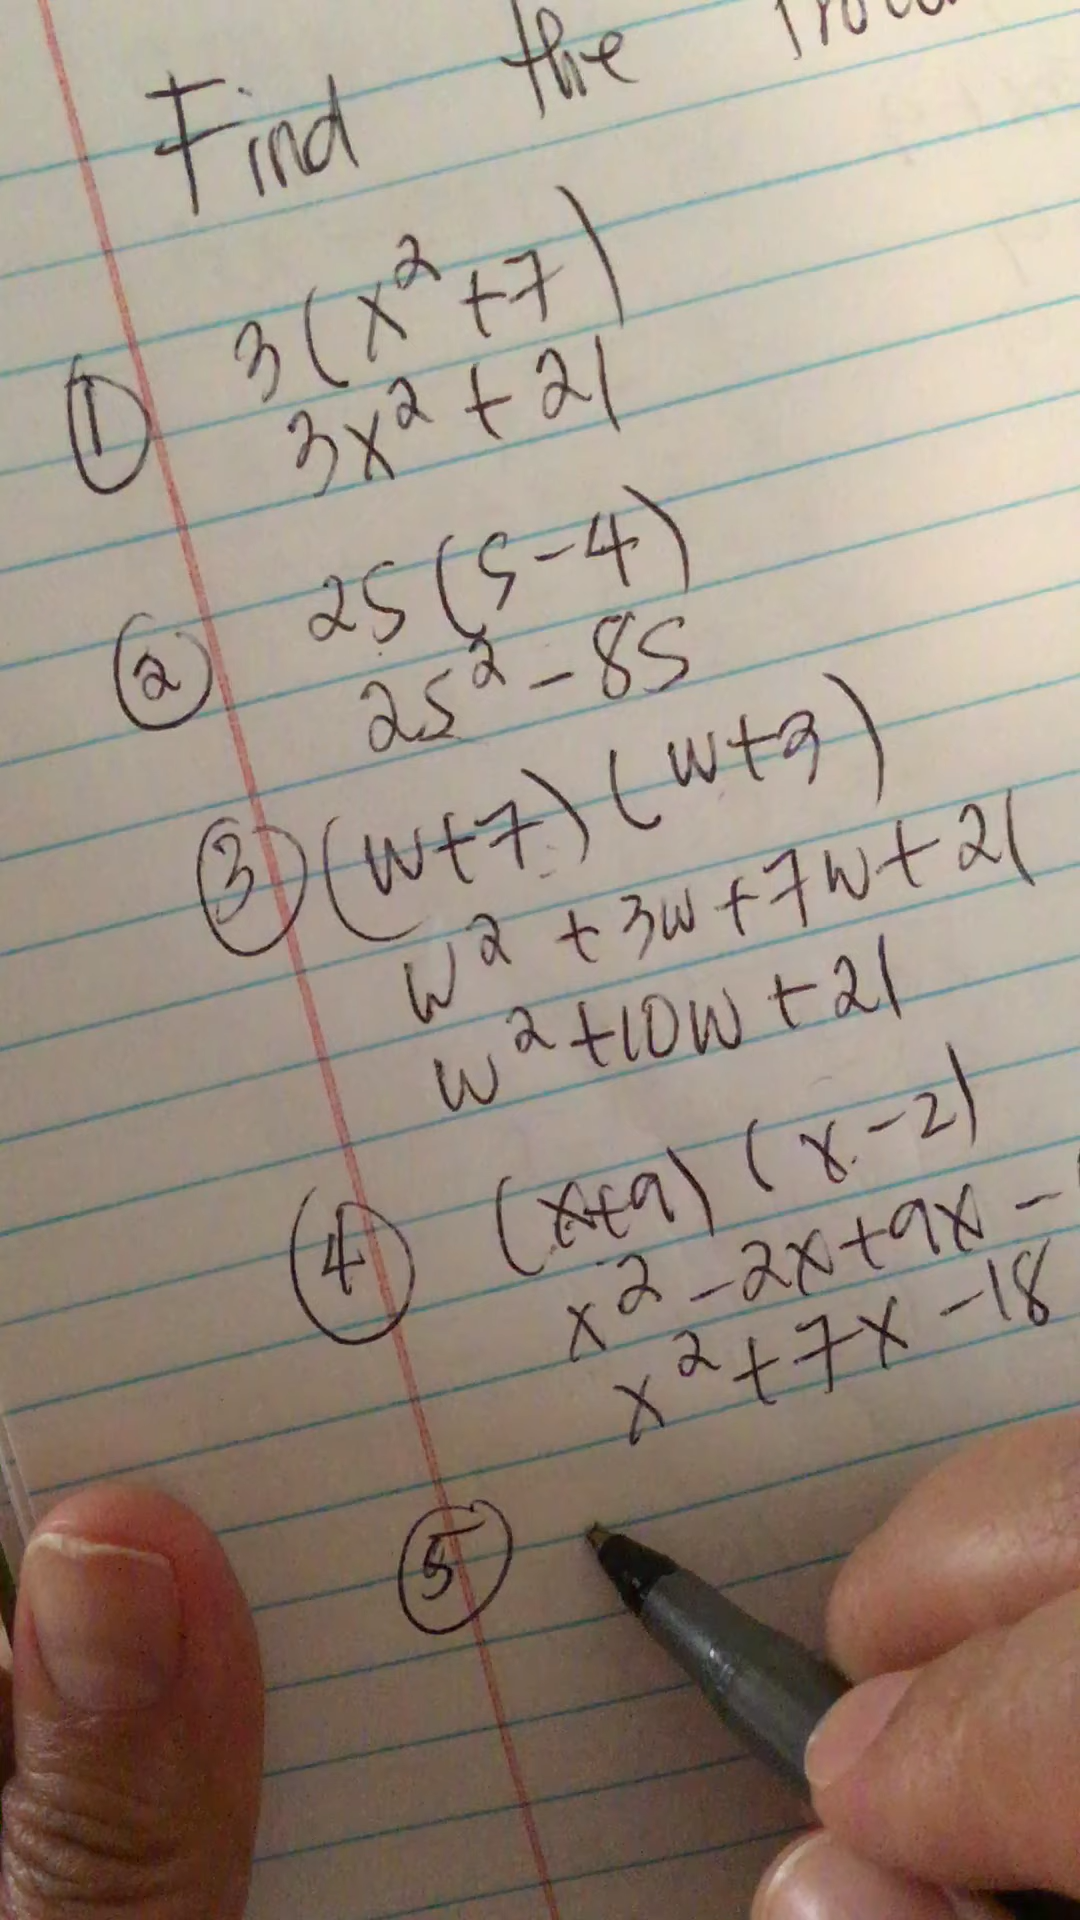 Find the
① 3(x² + 7)
3x² + 21
② 2s(s - 4)
2s² - 8s
③ (w + 7)(w + 3)
w² + 3w + 7w + 21
w² + 10w + 21
④ (x + 9)(x - 2)
x² - 2x + 9x -
x² + 7x - 18
⑤